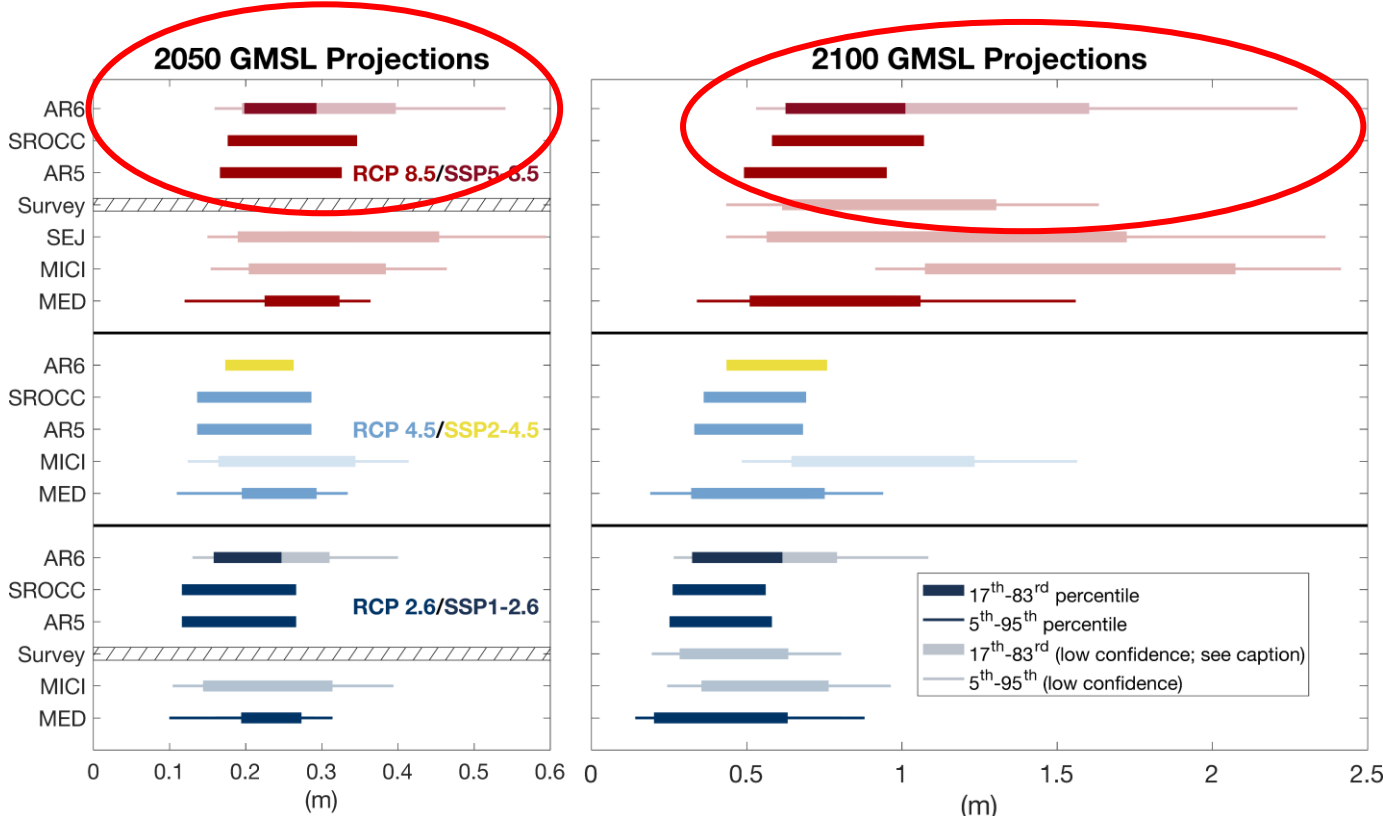 2050 GMSL Projections
2100 GMSL Projections
AR6
SROCC
AR5
RCP 8.5/SSP5-8.5
Survey
SEJ
MICI
MED
AR6
SROCC
AR5
RCP 4.5/SSP2-4.5
MICI
MED
AR6
SROCC
AR5
RCP 2.6/SSP1-2.6
Survey
MICI
MED
17th-83rd percentile
5th-95th percentile
17th-83rd (low confidence; see caption)
5th-95th (low confidence)
0 0.1 0.2 0.3 0.4 0.5 0.6
(m)
0 0.5 1 1.5 2 2.5
(m)